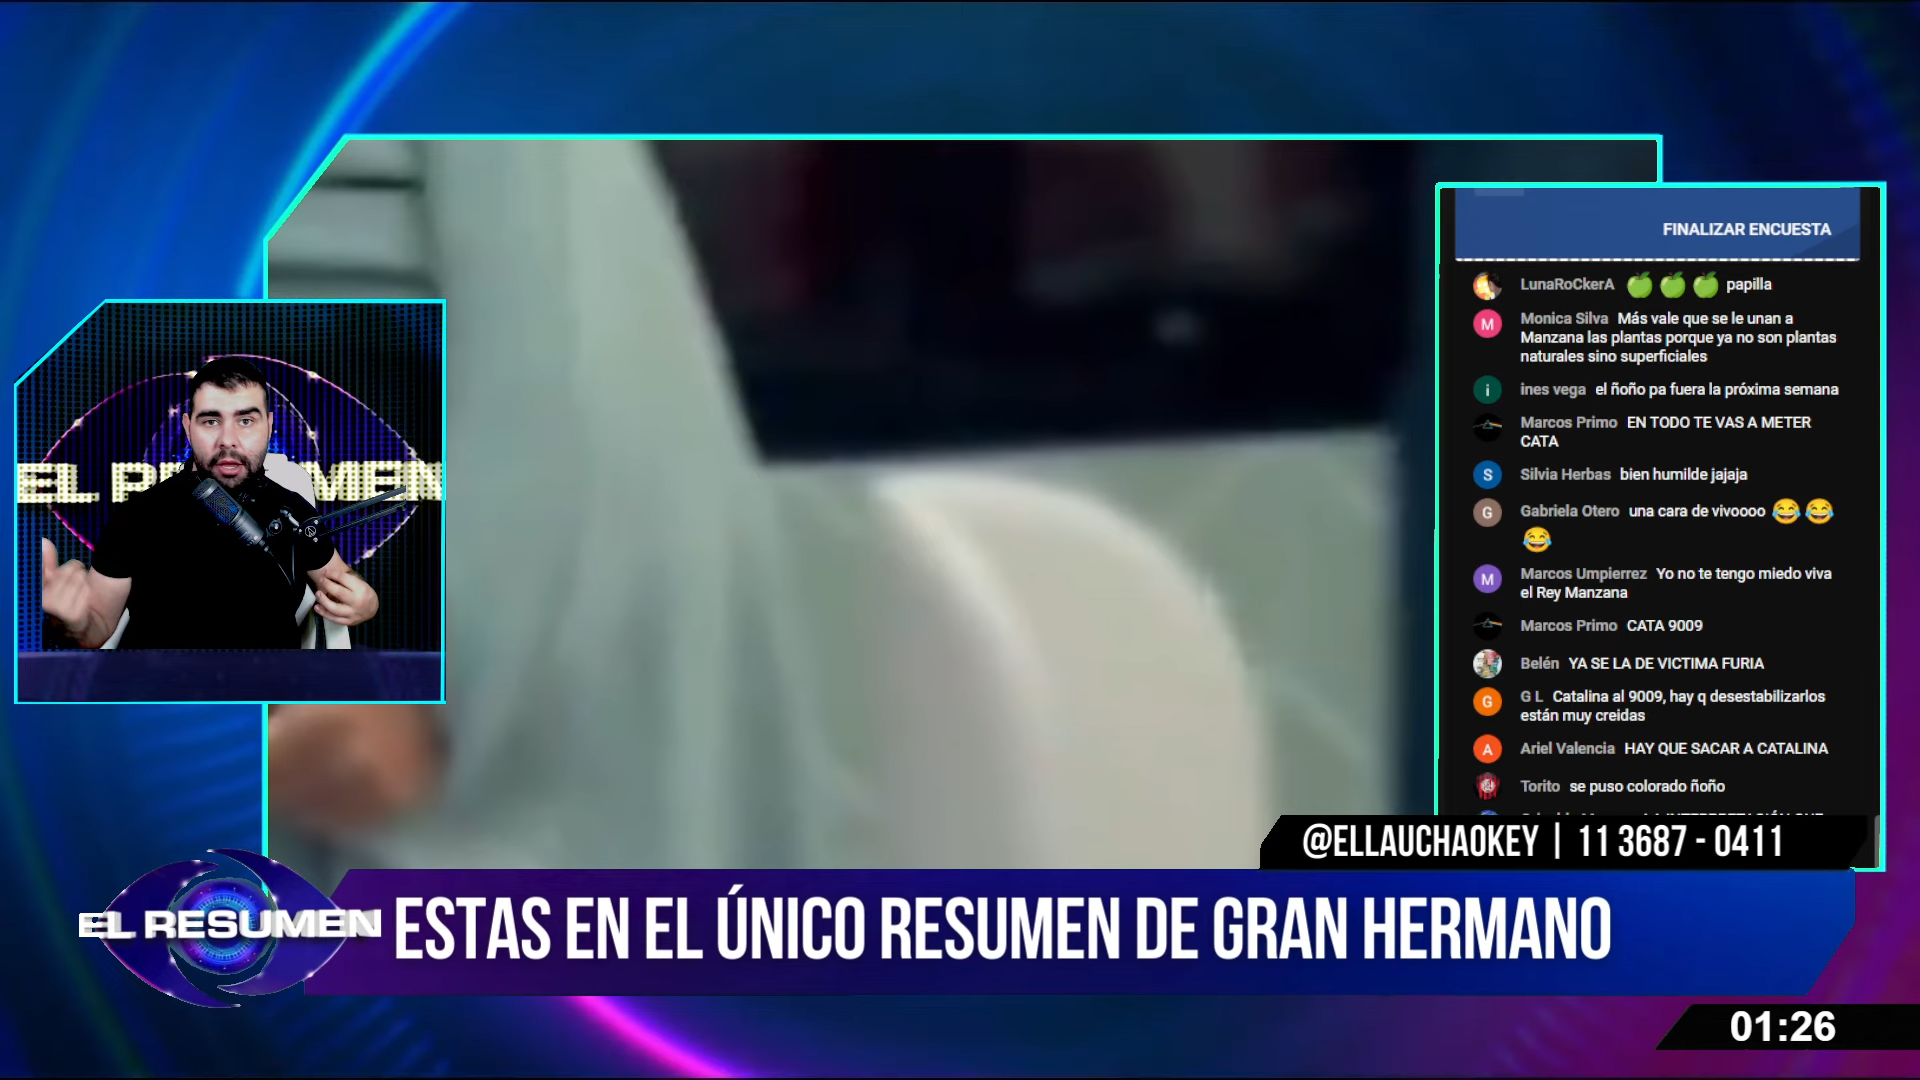 FINALIZAR ENCUESTA
LunaRoCkerA 🍏🍏🍏 papilla
Monica Silva Más vale que se le unan a
Manzana las plantas porque ya no son plantas
naturales sino superficiales
ines vega el ñoño pa fuera la próxima semana
Marcos Primo EN TODO TE VAS A METER
CATA
Silvia Herbas bien humilde jajaja
Gabriela Otero una cara de vivoooo 😂😂
😂
Marcos Umpierrez Yo no te tengo miedo viva
el Rey Manzana
Marcos Primo CATA 9009
Belén YA SE LA DE VICTIMA FURIA
G L Catalina al 9009, hay q desestabilizarlos
están muy creidas
Ariel Valencia HAY QUE SACAR A CATALINA
Torito se puso colorado ñoño
@ELLAUCHAOKEY | 11 3687 - 0411
EL RESUMEN
ESTAS EN EL ÚNICO RESUMEN DE GRAN HERMANO
01:26